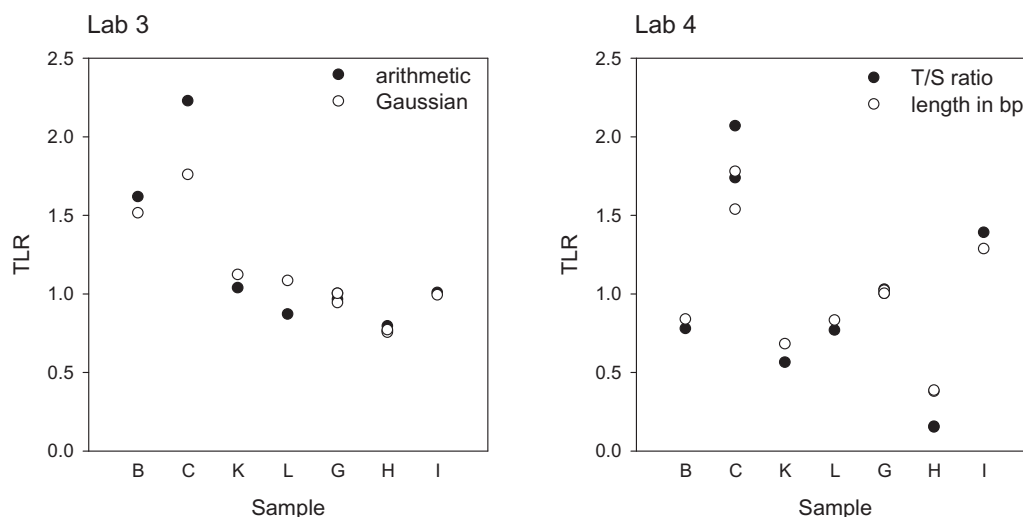 Lab 3
arithmetic
Gaussian
2.5
2.0
1.5
1.0
0.5
0.0
TLR
B C K L G H I
Sample
Lab 4
T/S ratio
length in bp
2.5
2.0
1.5
1.0
0.5
0.0
TLR
B C K L G H I
Sample